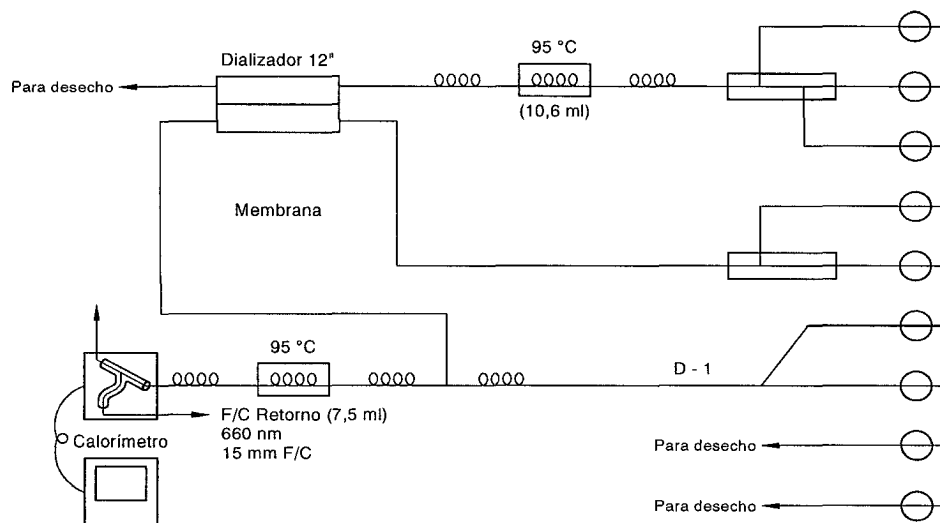 Dializador 12"
95 °C
Para desecho
(10,6 ml)
Membrana
95 °C
D - 1
F/C Retorno (7,5 ml)
660 nm
15 mm F/C
Calorímetro
Para desecho
Para desecho